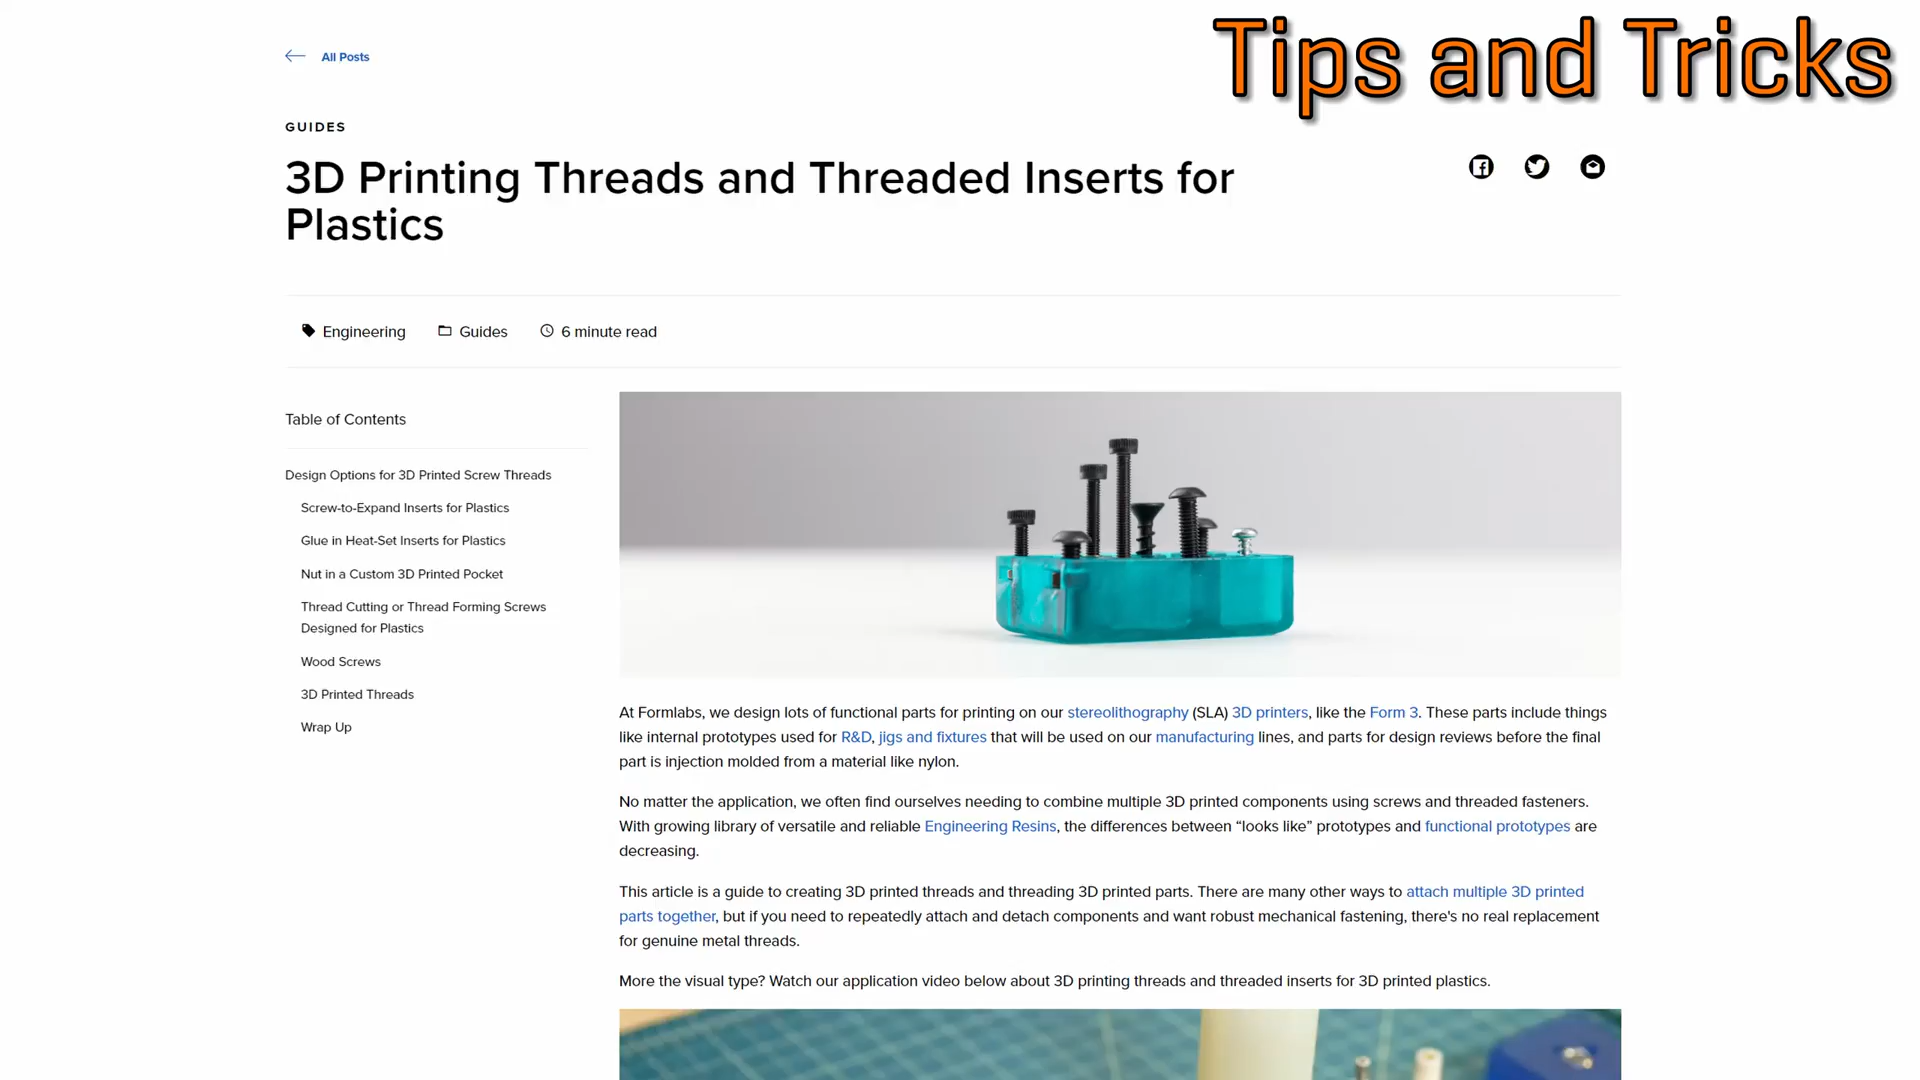 Tips and Tricks
All Posts
GUIDES
3D Printing Threads and Threaded Inserts for
Plastics
Engineering
Guides
6 minute read
Table of Contents
Design Options for 3D Printed Screw Threads
Screw-to-Expand Inserts for Plastics
Glue in Heat-Set Inserts for Plastics
Nut in a Custom 3D Printed Pocket
Thread Cutting or Thread Forming Screws
Designed for Plastics
Wood Screws
3D Printed Threads
Wrap Up
At Formlabs, we design lots of functional parts for printing on our stereolithography (SLA) 3D printers, like the Form 3. These parts include things
like internal prototypes used for R&D, jigs and fixtures that will be used on our manufacturing lines, and parts for design reviews before the final
part is injection molded from a material like nylon.
No matter the application, we often find ourselves needing to combine multiple 3D printed components using screws and threaded fasteners.
With growing library of versatile and reliable Engineering Resins, the differences between “looks like” prototypes and functional prototypes are
decreasing.
This article is a guide to creating 3D printed threads and threading 3D printed parts. There are many other ways to attach multiple 3D printed
parts together, but if you need to repeatedly attach and detach components and want robust mechanical fastening, there's no real replacement
for genuine metal threads.
More the visual type? Watch our application video below about 3D printing threads and threaded inserts for 3D printed plastics.